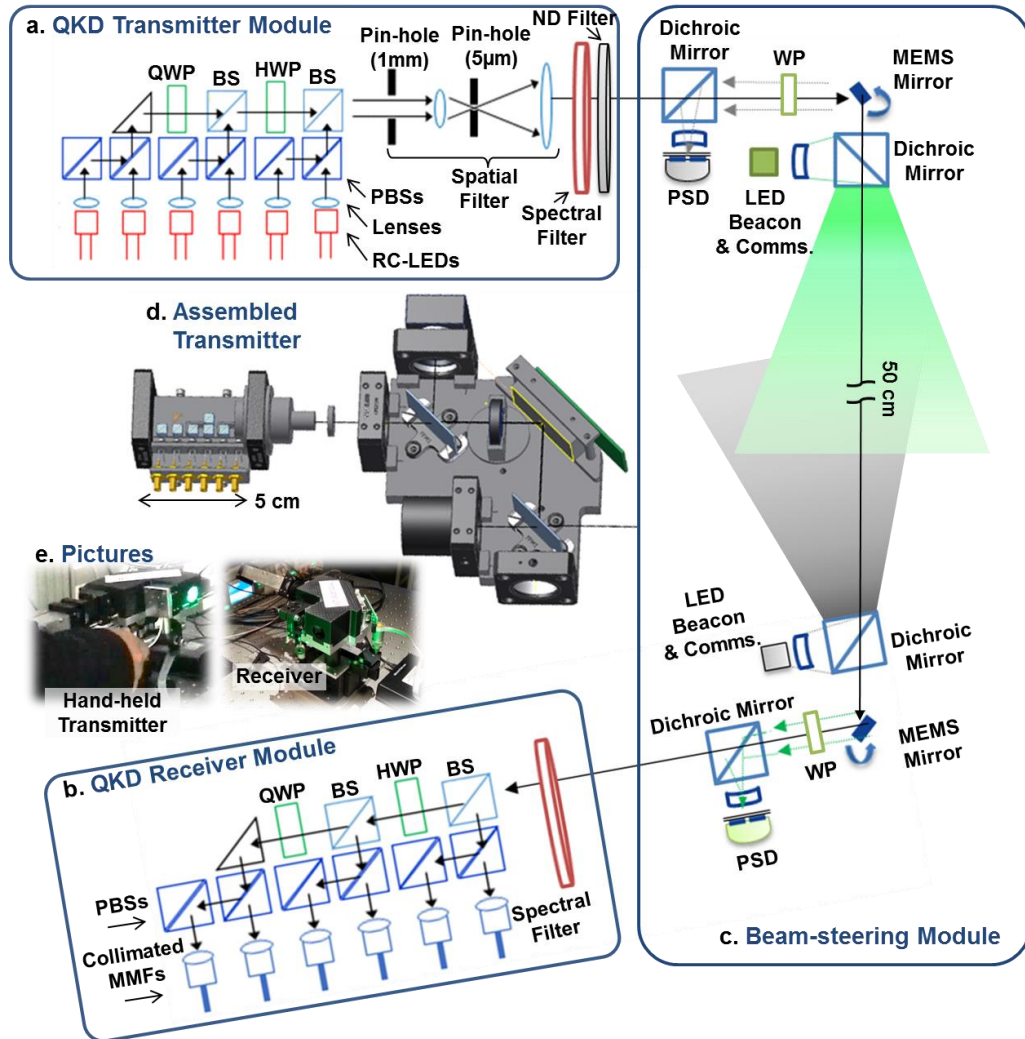 a. QKD Transmitter Module
QWP
BS
HWP
BS
Pin-hole
(1mm)
Pin-hole
(5µm)
ND Filter
Spatial
Filter
Spectral
Filter
PBSs
Lenses
RC-LEDs
Dichroic
Mirror
WP
MEMS
Mirror
PSD
LED
Beacon
& Comms.
Dichroic
Mirror
50 cm
d. Assembled
Transmitter
5 cm
e. Pictures
Hand-held
Transmitter
Receiver
LED
Beacon
& Comms.
Dichroic
Mirror
Dichroic Mirror
WP
MEMS
Mirror
PSD
c. Beam-steering Module
b. QKD Receiver Module
QWP
BS
HWP
BS
PBSs
Collimated
MMFs
Spectral
Filter